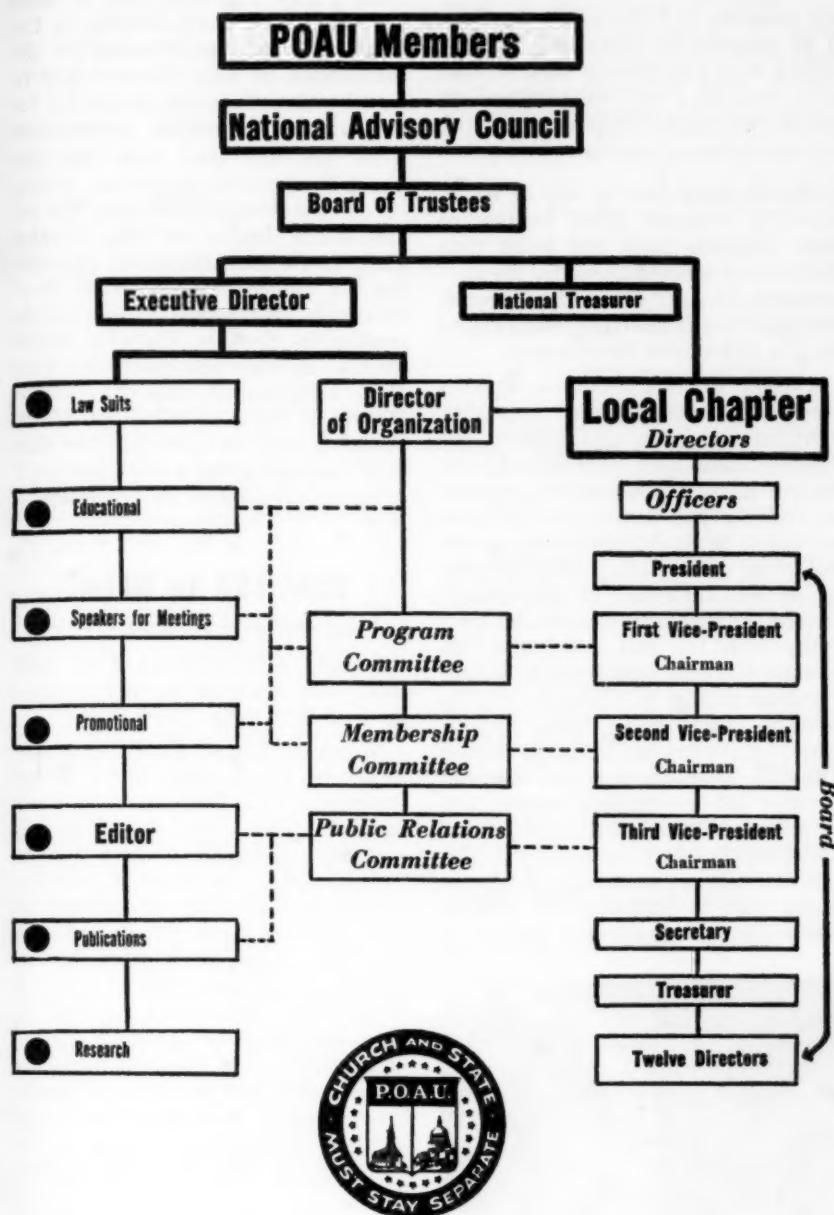 POAU Members
National Advisory Council
Board of Trustees
Executive Director
National Treasurer
Law Suits
Director
of Organization
Local Chapter
Directors
Educational
Officers
President
Speakers for Meetings
Program
Committee
First Vice-President
Chairman
Promotional
Membership
Committee
Second Vice-President
Chairman
Editor
Public Relations
Committee
Third Vice-President
Chairman
Board
Publications
Secretary
Treasurer
Research
Twelve Directors
CHURCH AND STATE
P.O.A.U.
MUST STAY SEPARATE